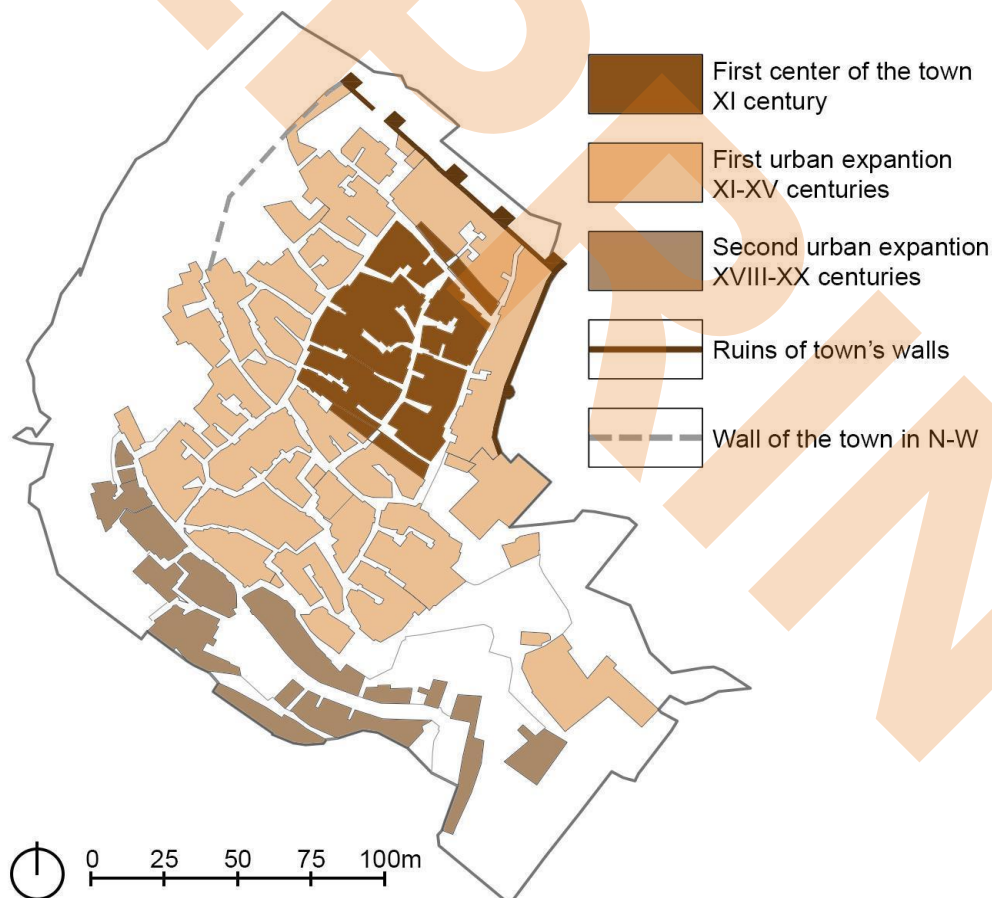 First center of the town
XI century
First urban expantion
XI-XV centuries
Second urban expantion
XVIII-XX centuries
Ruins of town's walls
Wall of the town in N-W
0 25 50 75 100m